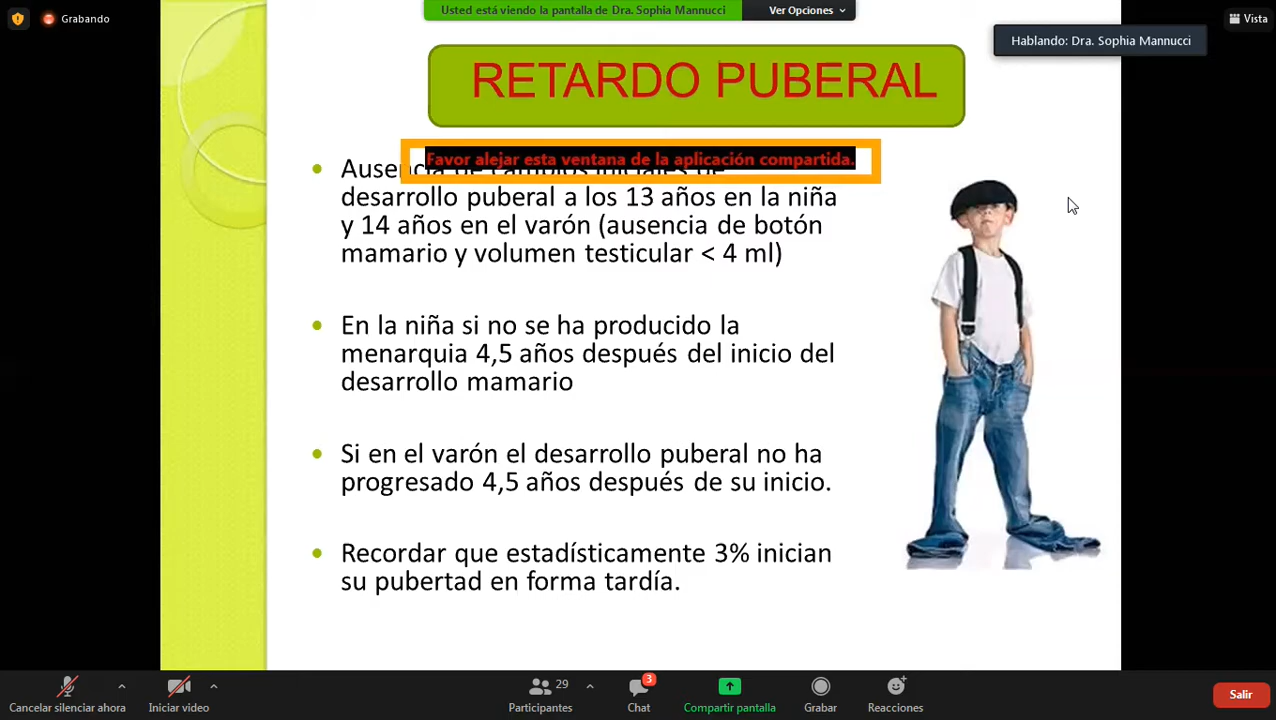 Grabando
Usted está viendo la pantalla de Dra. Sophia Mannucci
Ver Opciones
Vista
Hablando: Dra. Sophia Mannucci
RETARDO PUBERAL
Favor alejar esta ventana de la aplicación compartida.
Ausencia de cambios iniciales de
desarrollo puberal a los 13 años en la niña
y 14 años en el varón (ausencia de botón
mamario y volumen testicular < 4 ml)
En la niña si no se ha producido la
menarquia 4,5 años después del inicio del
desarrollo mamario
Si en el varón el desarrollo puberal no ha
progresado 4,5 años después de su inicio.
Recordar que estadísticamente 3% inician
su pubertad en forma tardía.
29
3
Cancelar silenciar ahora
Iniciar video
Participantes
Chat
Compartir pantalla
Grabar
Reacciones
Salir